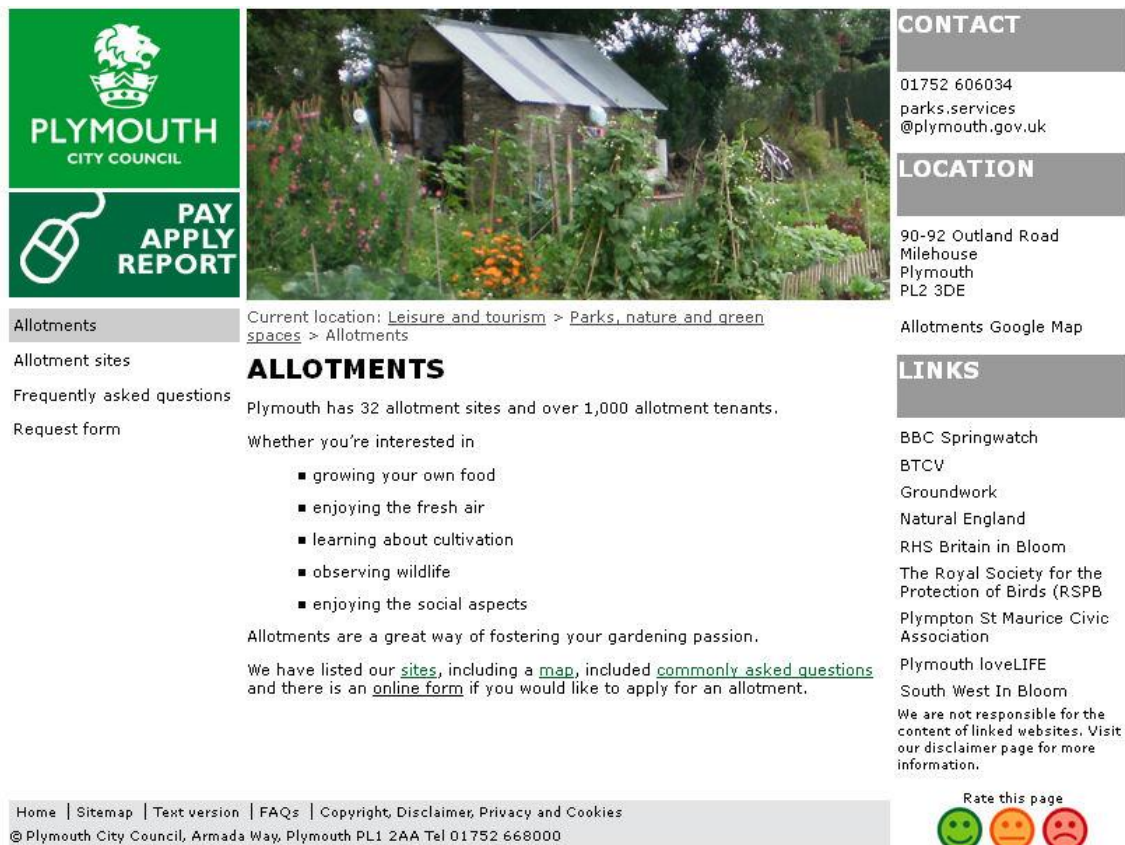 PLYMOUTH
CITY COUNCIL
PAY
APPLY
REPORT
Allotments
Allotment sites
Frequently asked questions
Request form
Current location: Leisure and tourism > Parks, nature and green
spaces > Allotments
ALLOTMENTS
Plymouth has 32 allotment sites and over 1,000 allotment tenants.
Whether you're interested in
▪ growing your own food
▪ enjoying the fresh air
▪ learning about cultivation
▪ observing wildlife
▪ enjoying the social aspects
Allotments are a great way of fostering your gardening passion.
We have listed our sites, including a map, included commonly asked questions
and there is an online form if you would like to apply for an allotment.
CONTACT
01752 606034
parks.services
@plymouth.gov.uk
LOCATION
90-92 Outland Road
Milehouse
Plymouth
PL2 3DE
Allotments Google Map
LINKS
BBC Springwatch
BTCV
Groundwork
Natural England
RHS Britain in Bloom
The Royal Society for the
Protection of Birds (RSPB
Plympton St Maurice Civic
Association
Plymouth loveLIFE
South West In Bloom
We are not responsible for the
content of linked websites. Visit
our disclaimer page for more
information.
Rate this page
Home | Sitemap | Text version | FAQs | Copyright, Disclaimer, Privacy and Cookies
© Plymouth City Council, Armada Way, Plymouth PL1 2AA Tel 01752 668000